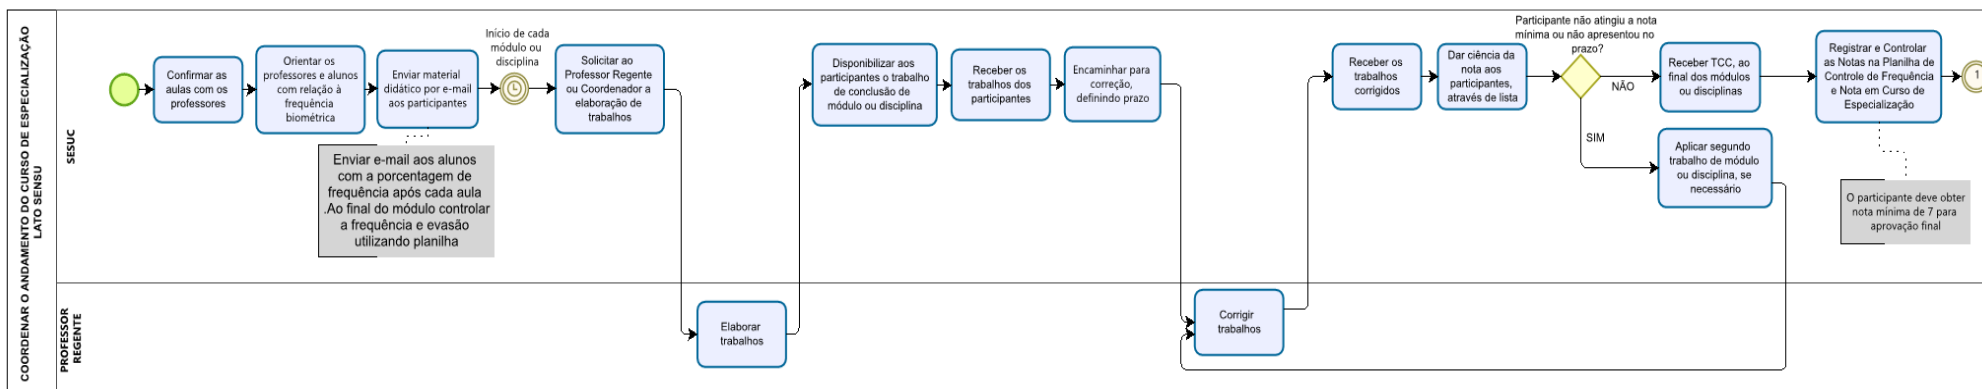 COORDENAR O ANDAMENTO DO CURSO DE ESPECIALIZAÇÃO
LATO SENSU
SESUC
Confirmar as
aulas com os
professores
Orientar os
professores e alunos
com relação à
frequência
biométrica
Enviar material
didático por e-mail
aos participantes
Enviar e-mail aos alunos
com a porcentagem de
frequência após cada aula
.Ao final do módulo controlar
a frequência e evasão
utilizando planilha
Início de cada
módulo ou
disciplina
Solicitar ao
Professor Regente
ou Coordenador a
elaboração de
trabalhos
Disponibilizar aos
participantes o trabalho
de conclusão de
módulo ou disciplina
Receber os
trabalhos dos
participantes
Encaminhar para
correção,
definindo prazo
Receber os
trabalhos
corrigidos
Dar ciência da
nota aos
participantes,
através de lista
Participante não atingiu a nota
mínima ou não apresentou no
prazo?
NÃO
SIM
Receber TCC, ao
final dos módulos
ou disciplinas
Aplicar segundo
trabalho de módulo
ou disciplina, se
necessário
Registrar e Controlar
as Notas na Planilha de
Controle de Frequência
e Nota em Curso de
Especialização
1
O participante deve obter
nota mínima de 7 para
aprovação final
PROFESSOR
REGENTE
Elaborar
trabalhos
Corrigir
trabalhos